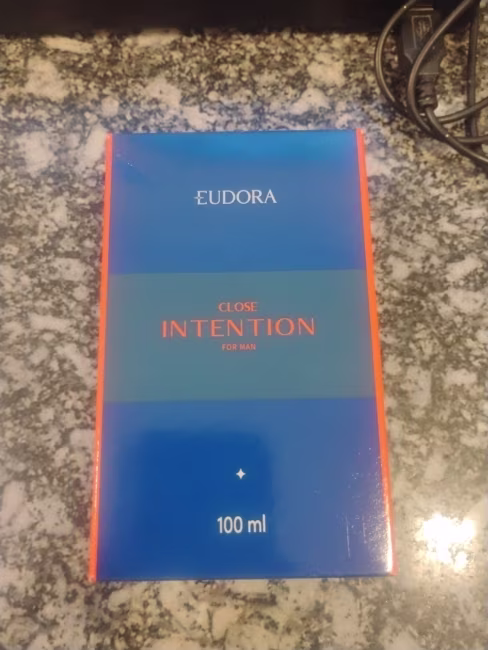 EUDORA
CLOSE
INTENTION
FOR MAN
100 ml